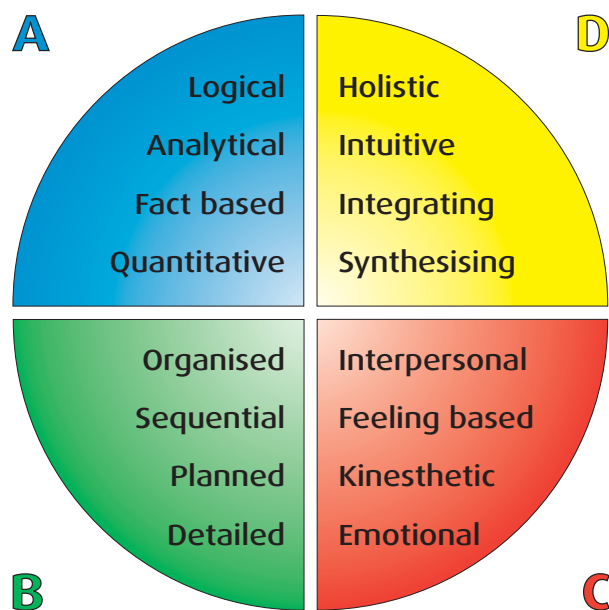 A
Logical
Analytical
Fact based
Quantitative
D
Holistic
Intuitive
Integrating
Synthesising
B
Organised
Sequential
Planned
Detailed
C
Interpersonal
Feeling based
Kinesthetic
Emotional